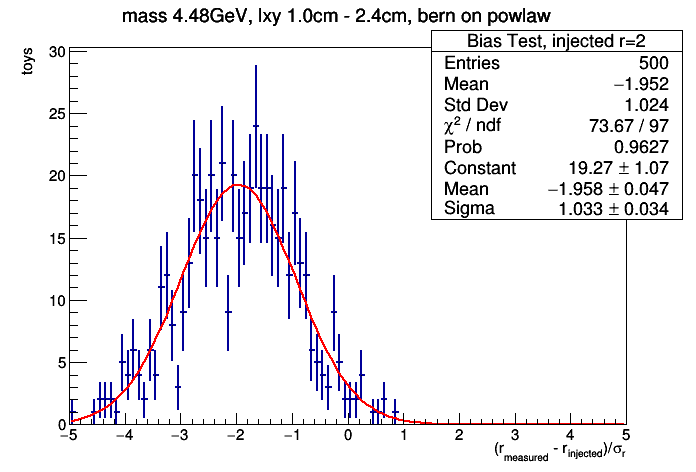 mass 4.48GeV, lxy 1.0cm - 2.4cm, bern on powlaw
toys
Bias Test, injected r=2
Entries 500
Mean −1.952
Std Dev 1.024
χ² / ndf 73.67 / 97
Prob 0.9627
Constant 19.27 ± 1.07
Mean −1.958 ± 0.047
Sigma 1.033 ± 0.034
30
25
20
15
10
5
0
−5 −4 −3 −2 −1 0 1 2 3 4 5
(r_measured - r_injected)/σ_r